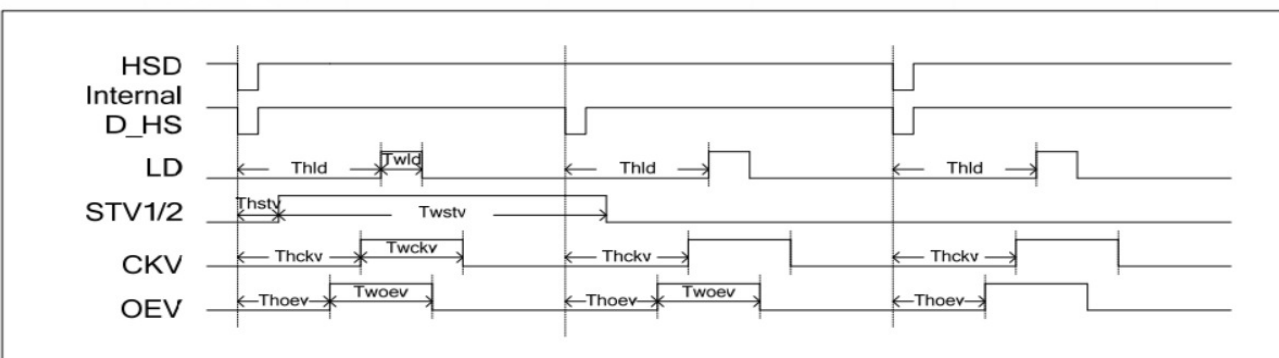 HSD
Internal
D_HS
LD Thld Twld Thld Thld
STV1/2 Thstv Twstv
CKV Thckv Twckv Thckv Thckv
OEV Thoev Twoev Thoev Twoev Thoev